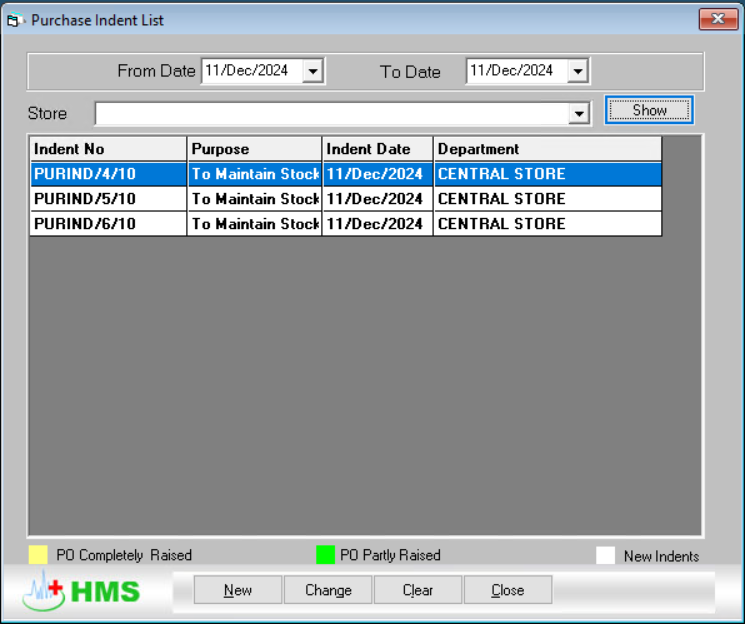 Purchase Indent List
From Date 11/Dec/2024 To Date 11/Dec/2024
Store Show
Indent No Purpose Indent Date Department
PURIND/4/10 To Maintain Stock 11/Dec/2024 CENTRAL STORE
PURIND/5/10 To Maintain Stock 11/Dec/2024 CENTRAL STORE
PURIND/6/10 To Maintain Stock 11/Dec/2024 CENTRAL STORE
PO Completely Raised PO Partly Raised New Indents
HMS New Change Clear Close